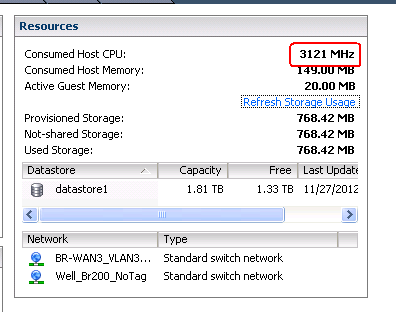 Resources
Consumed Host CPU: 3121 MHz
Consumed Host Memory: 149.00 MB
Active Guest Memory: 20.00 MB
Refresh Storage Usage
Provisioned Storage: 768.42 MB
Not-shared Storage: 768.42 MB
Used Storage: 768.42 MB
Datastore Capacity Free Last Update
datastore1 1.81 TB 1.33 TB 11/27/2012
Network Type
BR-WAN3_VLAN3... Standard switch network
Well_Br200_NoTag Standard switch network